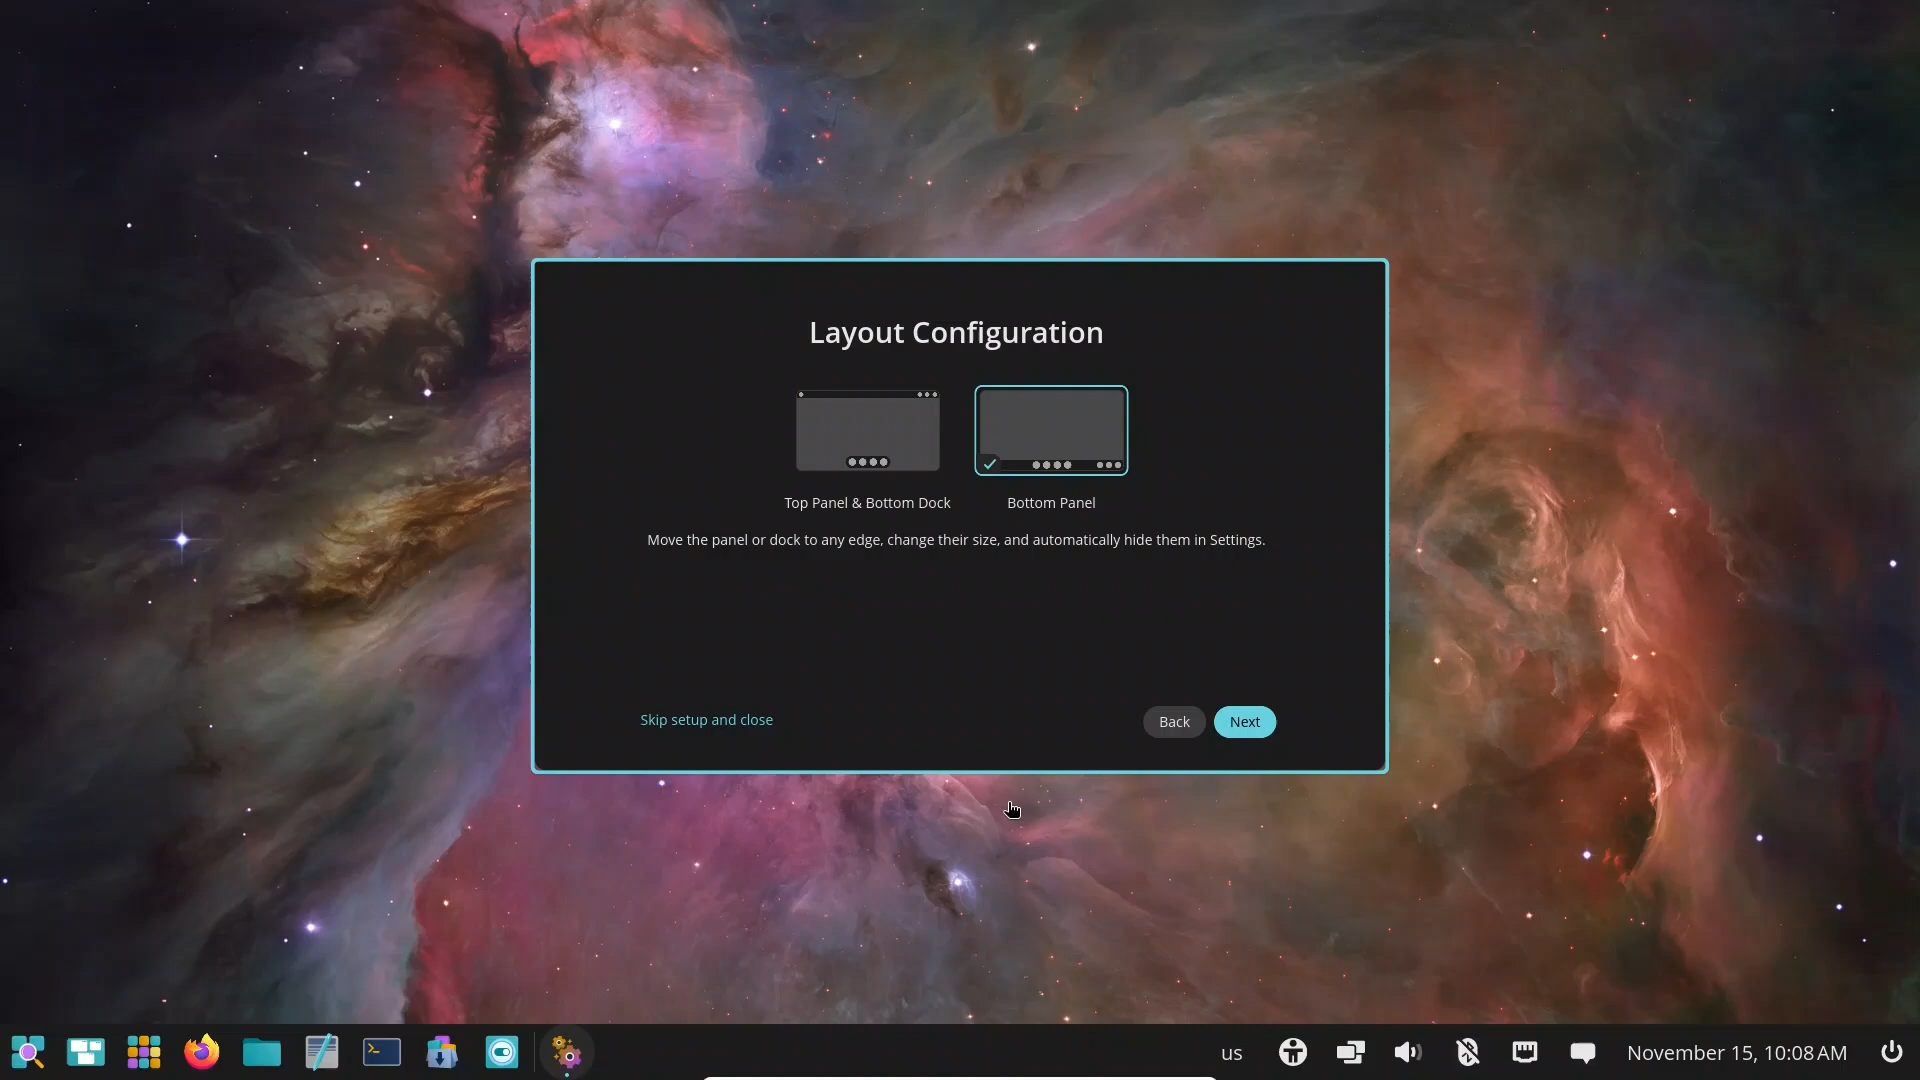 Layout Configuration
Top Panel & Bottom Dock
Bottom Panel
Move the panel or dock to any edge, change their size, and automatically hide them in Settings.
Skip setup and close
Back
Next
us
November 15, 10:08 AM